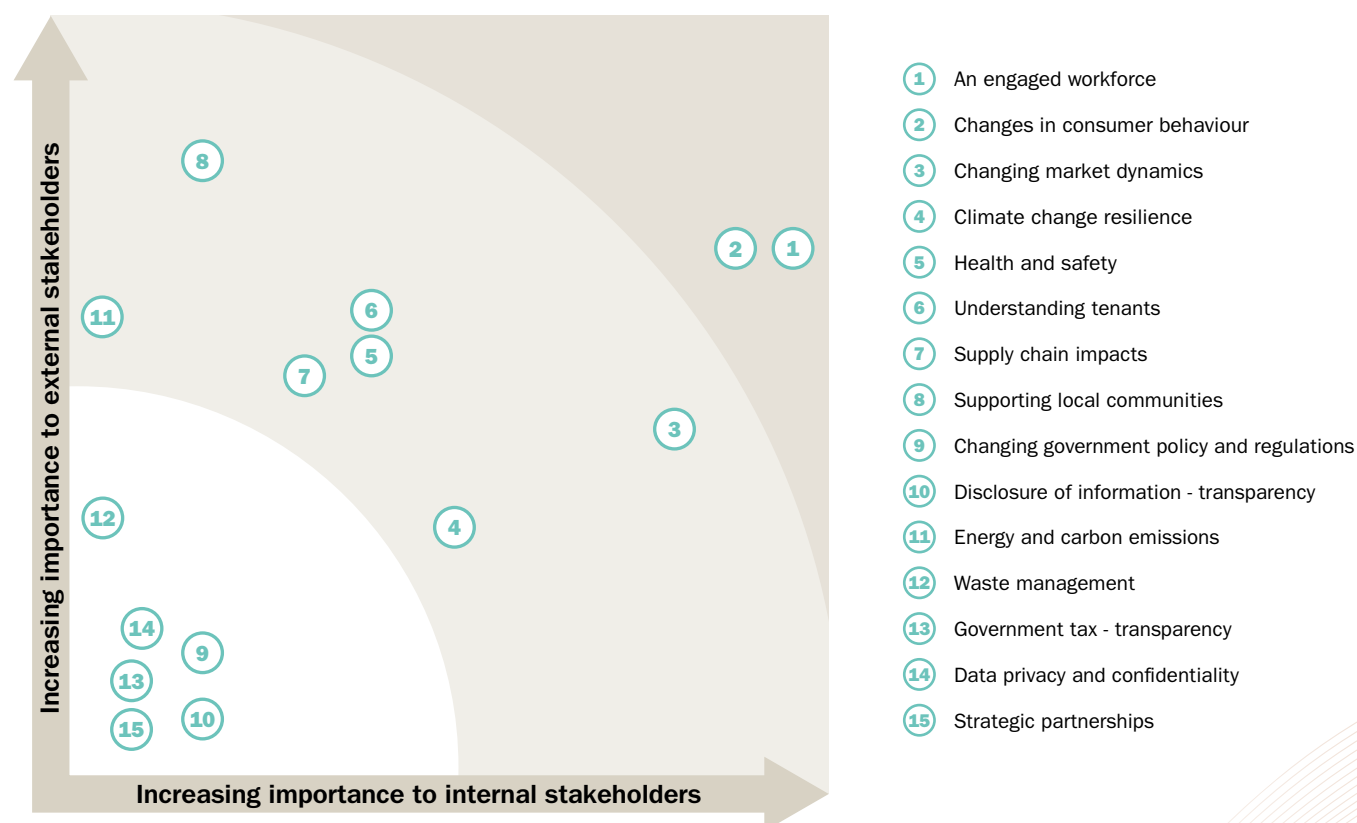 Increasing importance to external stakeholders
8
2
1
11
6
5
7
3
12
4
14
9
13
10
15
Increasing importance to internal stakeholders
1 An engaged workforce
2 Changes in consumer behaviour
3 Changing market dynamics
4 Climate change resilience
5 Health and safety
6 Understanding tenants
7 Supply chain impacts
8 Supporting local communities
9 Changing government policy and regulations
10 Disclosure of information - transparency
11 Energy and carbon emissions
12 Waste management
13 Government tax - transparency
14 Data privacy and confidentiality
15 Strategic partnerships